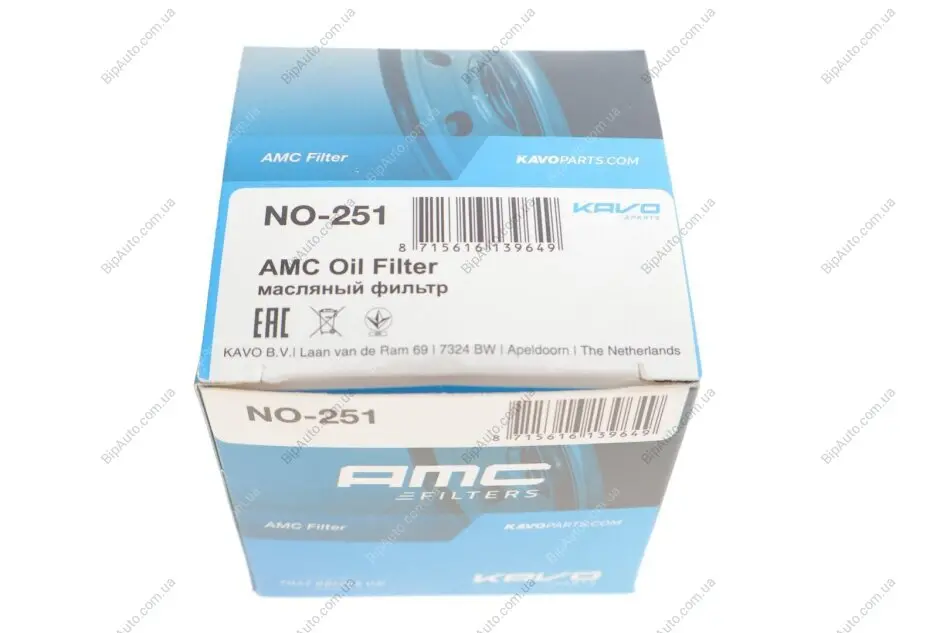 AMC Filter
KAVOPARTS.COM
NO-251
KAVO
PARTS
8 715616 139649
AMC Oil Filter
масляный фильтр
EAC
KAVO B.V. | Laan van de Ram 69 | 7324 BW | Apeldoorn | The Netherlands
NO-251
8 715616 139649
AMC
FILTERS
AMC Filter
KAVOPARTS.COM
KAVO
PARTS
BipAuto.com.ua